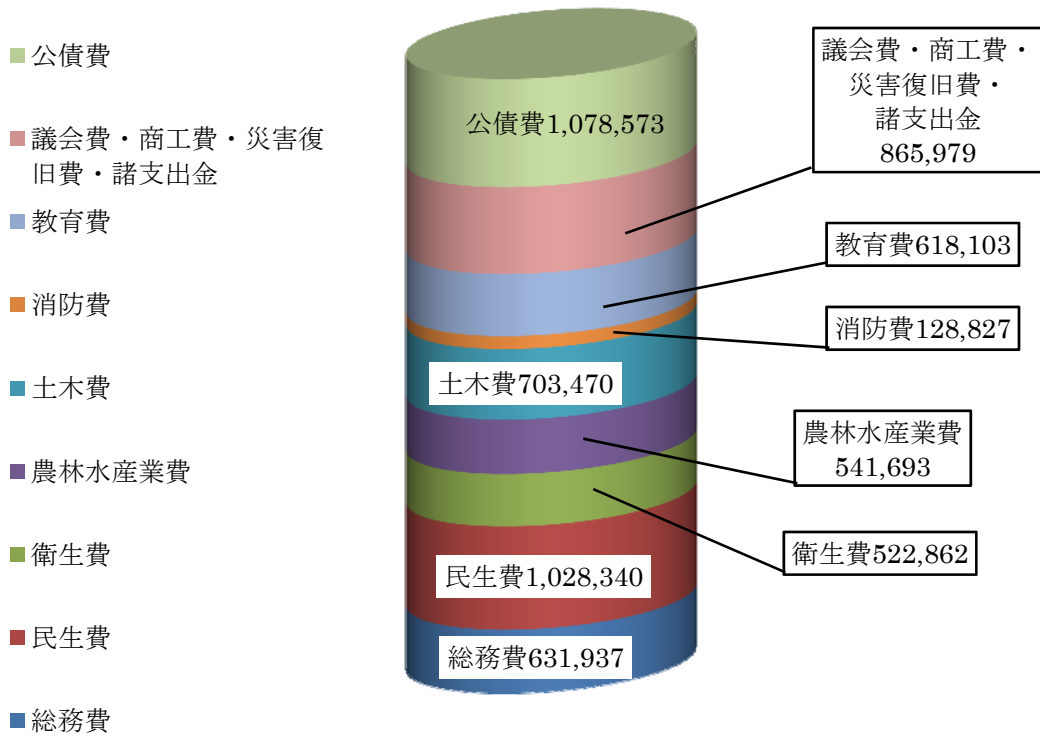 公債費
議会費・商工費・災害復
旧費・諸支出金
教育費
消防費
土木費
農林水産業費
衛生費
民生費
総務費
公債費1,078,573
議会費・商工費・
災害復旧費・
諸支出金
865,979
教育費618,103
消防費128,827
土木費703,470
農林水産業費
541,693
衛生費522,862
民生費1,028,340
総務費631,937